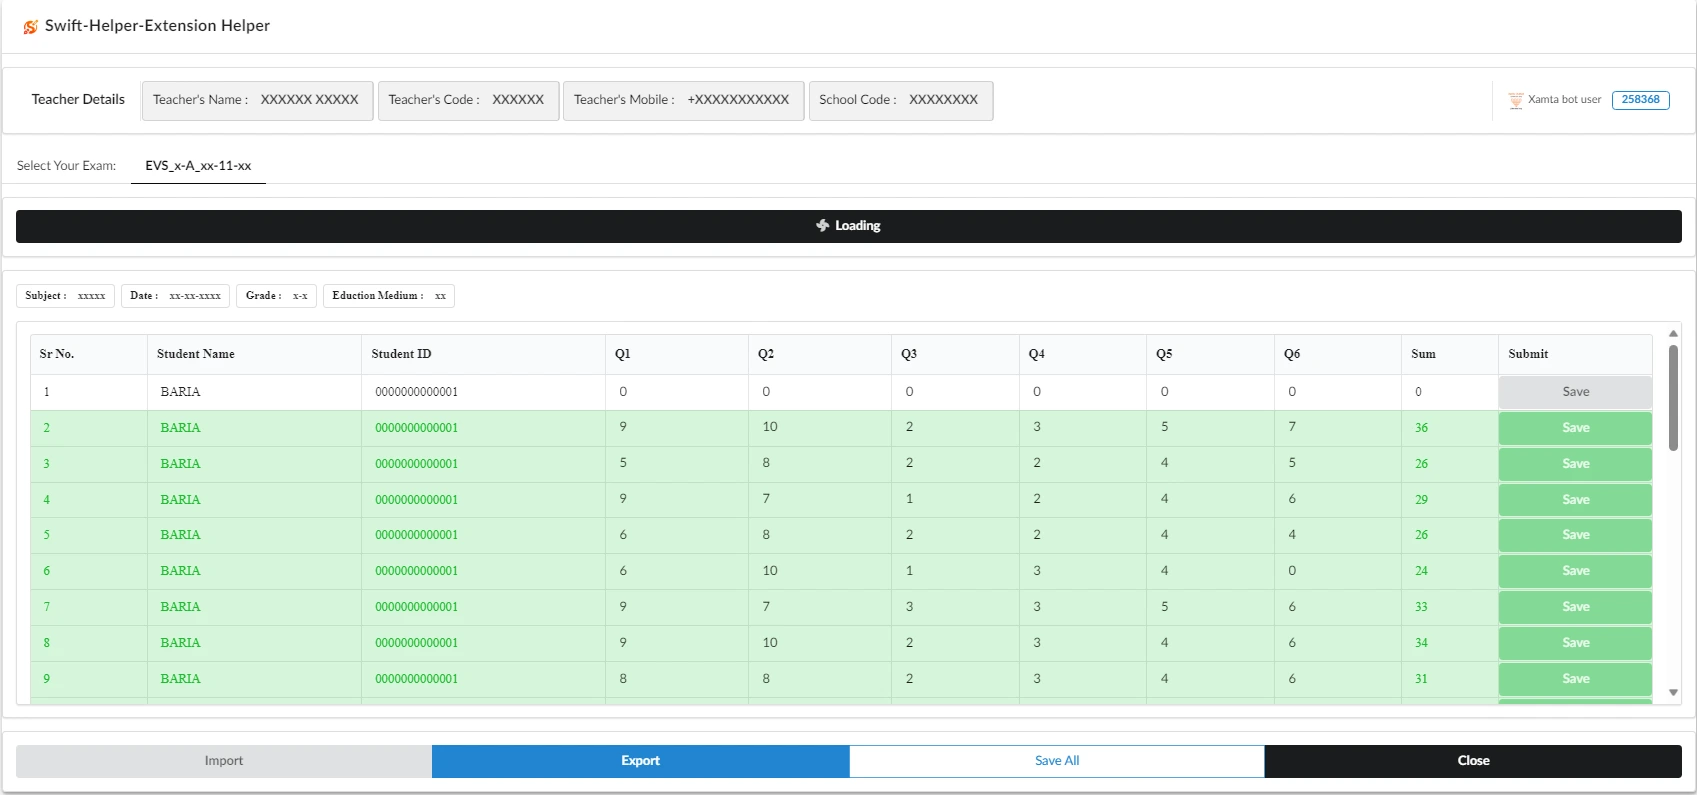 Swift-Helper-Extension Helper
Teacher Details Teacher's Name : XXXXXX XXXXX Teacher's Code : XXXXXX Teacher's Mobile : +XXXXXXXXXXX School Code : XXXXXXXX Xamta bot user 258368
Select Your Exam: EVS_x-A_xx-11-xx
Loading
Subject : xxxxx Date : xx-xx-xxxx Grade : x-x Eduction Medium : xx
Sr No. Student Name Student ID Q1 Q2 Q3 Q4 Q5 Q6 Sum Submit
1 BARIA 0000000000001 0 0 0 0 0 0 0 Save
2 BARIA 0000000000001 9 10 2 3 5 7 36 Save
3 BARIA 0000000000001 5 8 2 2 4 5 26 Save
4 BARIA 0000000000001 9 7 1 2 4 6 29 Save
5 BARIA 0000000000001 6 8 2 2 4 4 26 Save
6 BARIA 0000000000001 6 10 1 3 4 0 24 Save
7 BARIA 0000000000001 9 7 3 3 5 6 33 Save
8 BARIA 0000000000001 9 10 2 3 4 6 34 Save
9 BARIA 0000000000001 8 8 2 3 4 6 31 Save
Import Export Save All Close